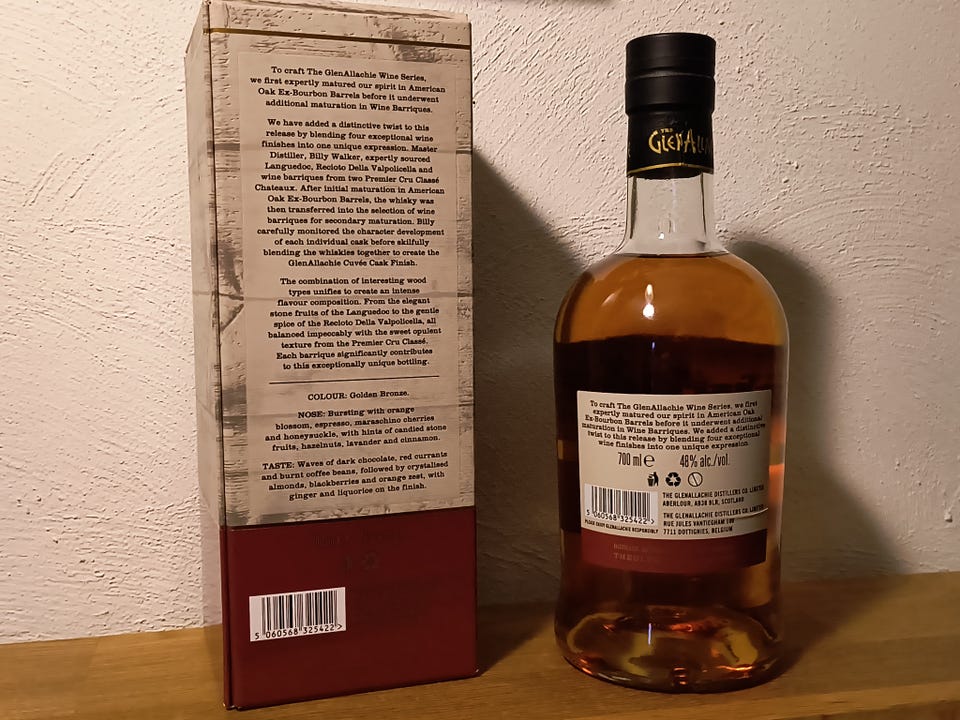 To craft The GlenAllachie Wine Series,
we first expertly matured our spirit in American
Oak Ex-Bourbon Barrels before it underwent
additional maturation in Wine Barriques.
We have added a distinctive twist to this
release by blending four exceptional wine
finishes into one unique expression. Master
Distiller, Billy Walker, expertly sourced
Languedoc, Recioto Della Valpolicella and
wine barriques from two Premier Cru Classé
Chateaux. After initial maturation in American
Oak Ex-Bourbon Barrels, the whisky was
then transferred into the selection of wine
barriques for secondary maturation. Billy
carefully monitored the character development
of each individual cask before skilfully
blending the whiskies together to create the
GlenAllachie Cuvée Cask Finish.
The combination of interesting wood
types unifies to create an intense
flavour composition. From the elegant
stone fruits of the Languedoc to the gentle
spice of the Recioto Della Valpolicella, all
balanced impeccably with the sweet opulent
texture from the Premier Cru Classé.
Each barrique significantly contributes
to this exceptionally unique bottling.
COLOUR: Golden Bronze.
NOSE: Bursting with orange
blossom, espresso, maraschino cherries
and honeysuckle, with hints of candied stone
fruits, hazelnuts, lavander and cinnamon.
TASTE: Waves of dark chocolate, red currants
and burnt coffee beans, followed by crystalised
almonds, blackberries and orange zest, with
ginger and liquorice on the finish.
5 060568 325422 >
THE
To craft The GlenAllachie Wine Series, we first
expertly matured our spirit in American Oak
Ex-Bourbon Barrels before it underwent additional
maturation in Wine Barriques. We added a distinctive
twist to this release by blending four exceptional
wine finishes into one unique expression.
700 ml e 48% alc./vol.
5 060568 325422 >
PLEASE ENJOY GLENALLACHIE RESPONSIBLY
THE GLENALLACHIE DISTILLERS CO. LIMITED
ABERLOUR, AB38 9LR, SCOTLAND
THE GLENALLACHIE DISTILLERS CO. LIMITED
RUE JULES VANTIEGHEM
7711 DOTTIGNIES, BELGIUM